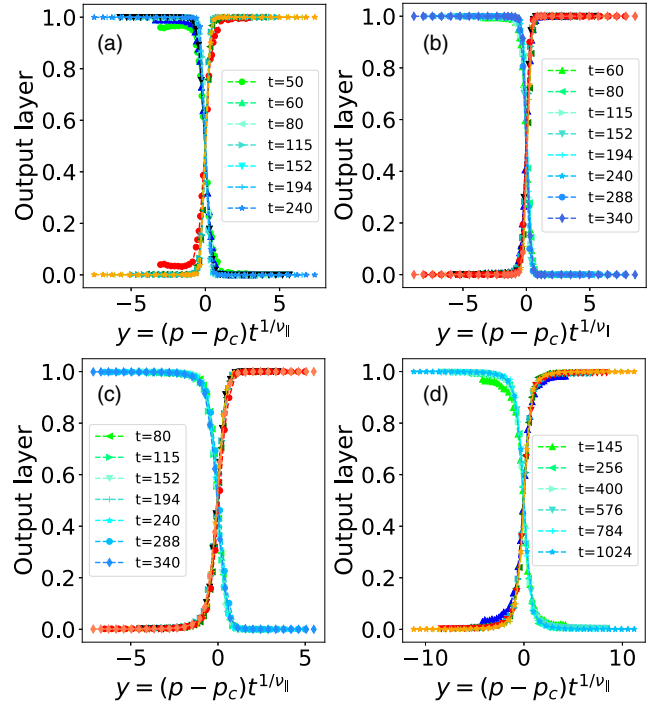 (a)
Output layer
1.0
0.8
0.6
0.4
0.2
0.0
t=50
t=60
t=80
t=115
t=152
t=194
t=240
−5
0
5
y = (p − p_c)t^{1/ν_∥}
(b)
Output layer
1.0
0.8
0.6
0.4
0.2
0.0
t=60
t=80
t=115
t=152
t=194
t=240
t=288
t=340
−5
0
5
y = (p − p_c)t^{1/ν_∥}
(c)
Output layer
1.0
0.8
0.6
0.4
0.2
0.0
t=80
t=115
t=152
t=194
t=240
t=288
t=340
−5
0
5
y = (p − p_c)t^{1/ν_∥}
(d)
Output layer
1.0
0.8
0.6
0.4
0.2
0.0
t=145
t=256
t=400
t=576
t=784
t=1024
−10
0
10
y = (p − p_c)t^{1/ν_∥}